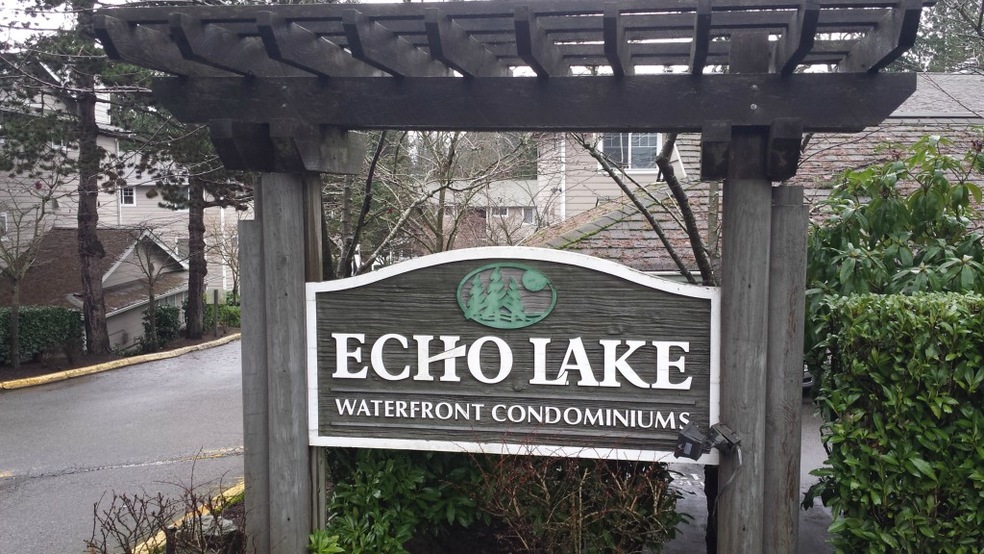 ECHO LAKE
WATERFRONT CONDOMINIUMS